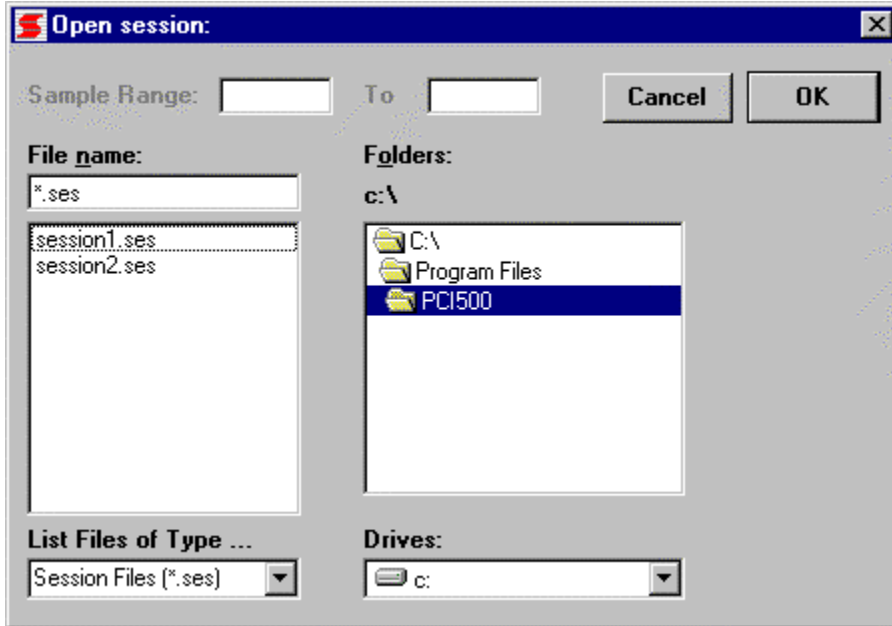 Open session:
Sample Range: To Cancel OK
File name: Folders:
*.ses c:\
session1.ses C:\
session2.ses Program Files
PCI500
List Files of Type ... Drives:
Session Files (*.ses) c: